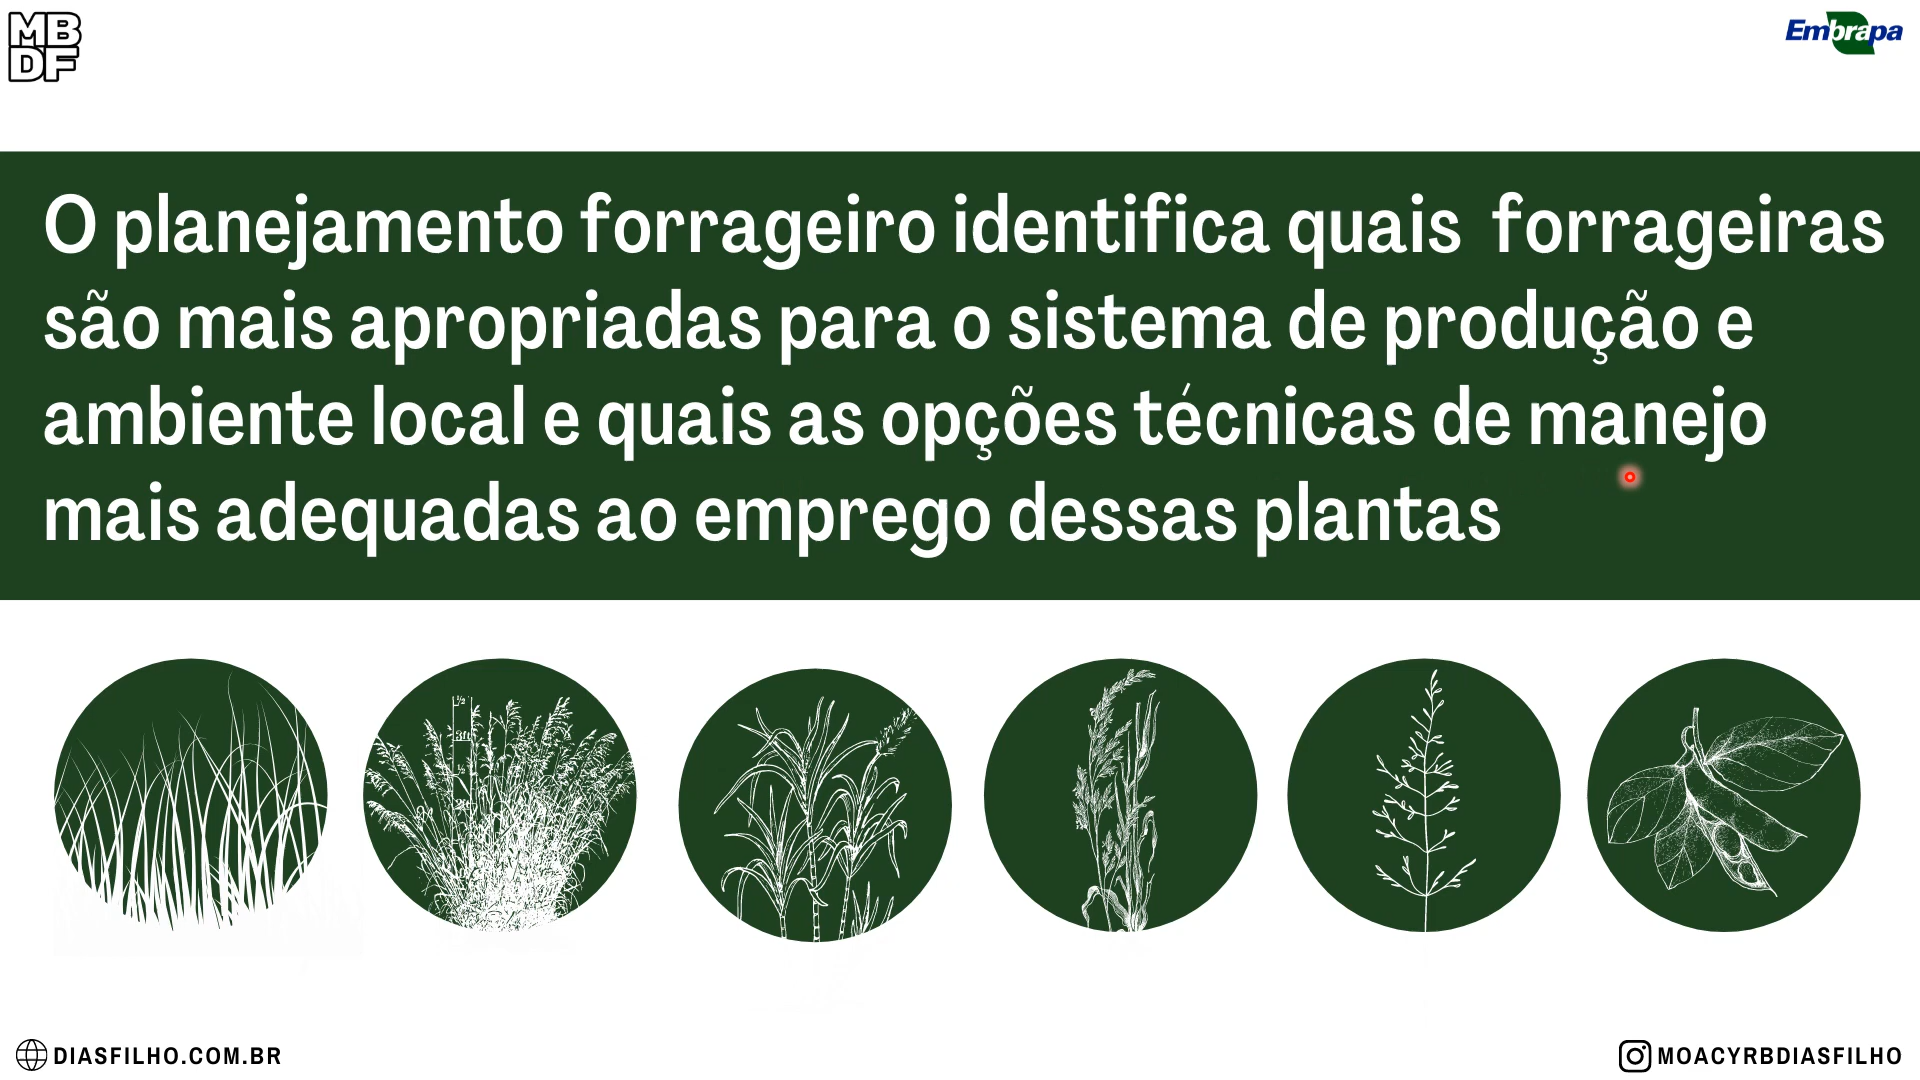 MB
DF
Embrapa
O planejamento forrageiro identifica quais forrageiras
são mais apropriadas para o sistema de produção e
ambiente local e quais as opções técnicas de manejo
mais adequadas ao emprego dessas plantas
DIASFILHO.COM.BR
MOACYRBDIASFILHO